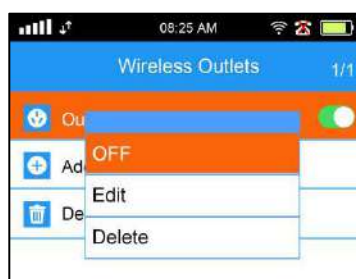 08:25 AM
Wireless Outlets 1/1
Ou
OFF
Ad
Edit
De
Delete